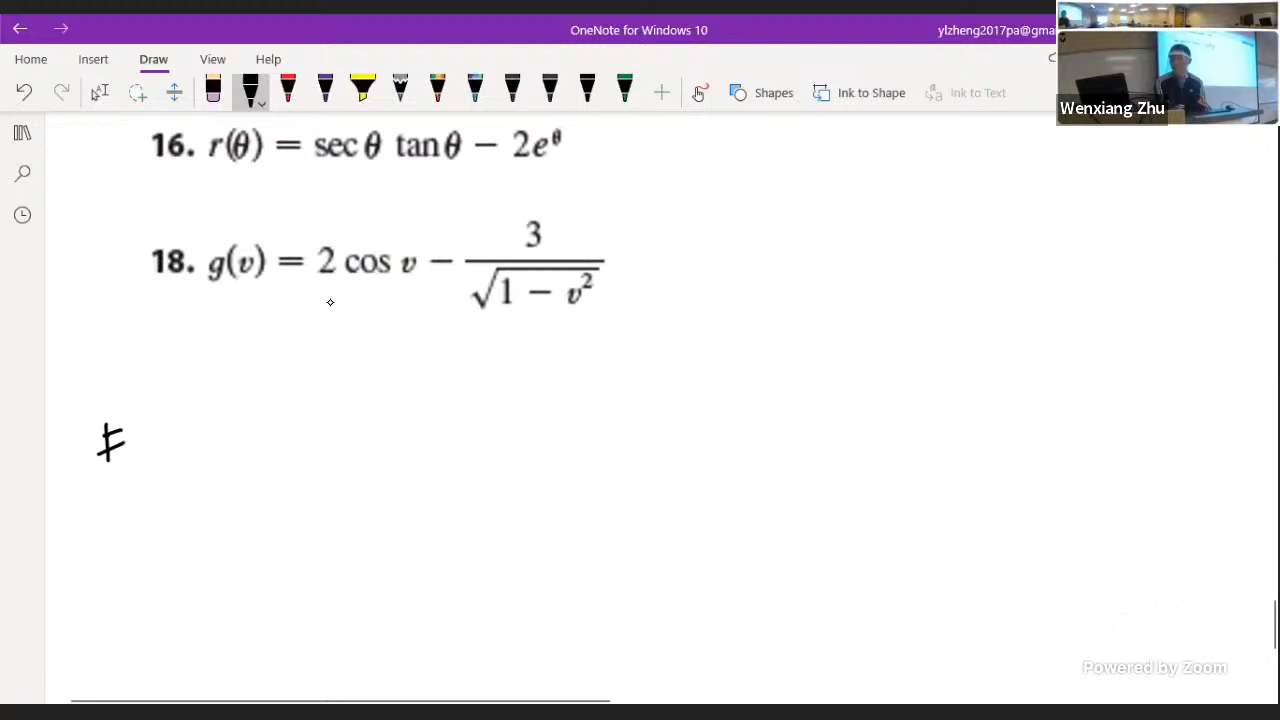 OneNote for Windows 10
ylzheng2017pa@gma
Home Insert Draw View Help
Shapes Ink to Shape Ink to Text
Wenxiang Zhu
16. r(θ) = sec θ tan θ − 2e^θ
18. g(v) = 2 cos v − 3/√(1 − v²)
Powered by Zoom